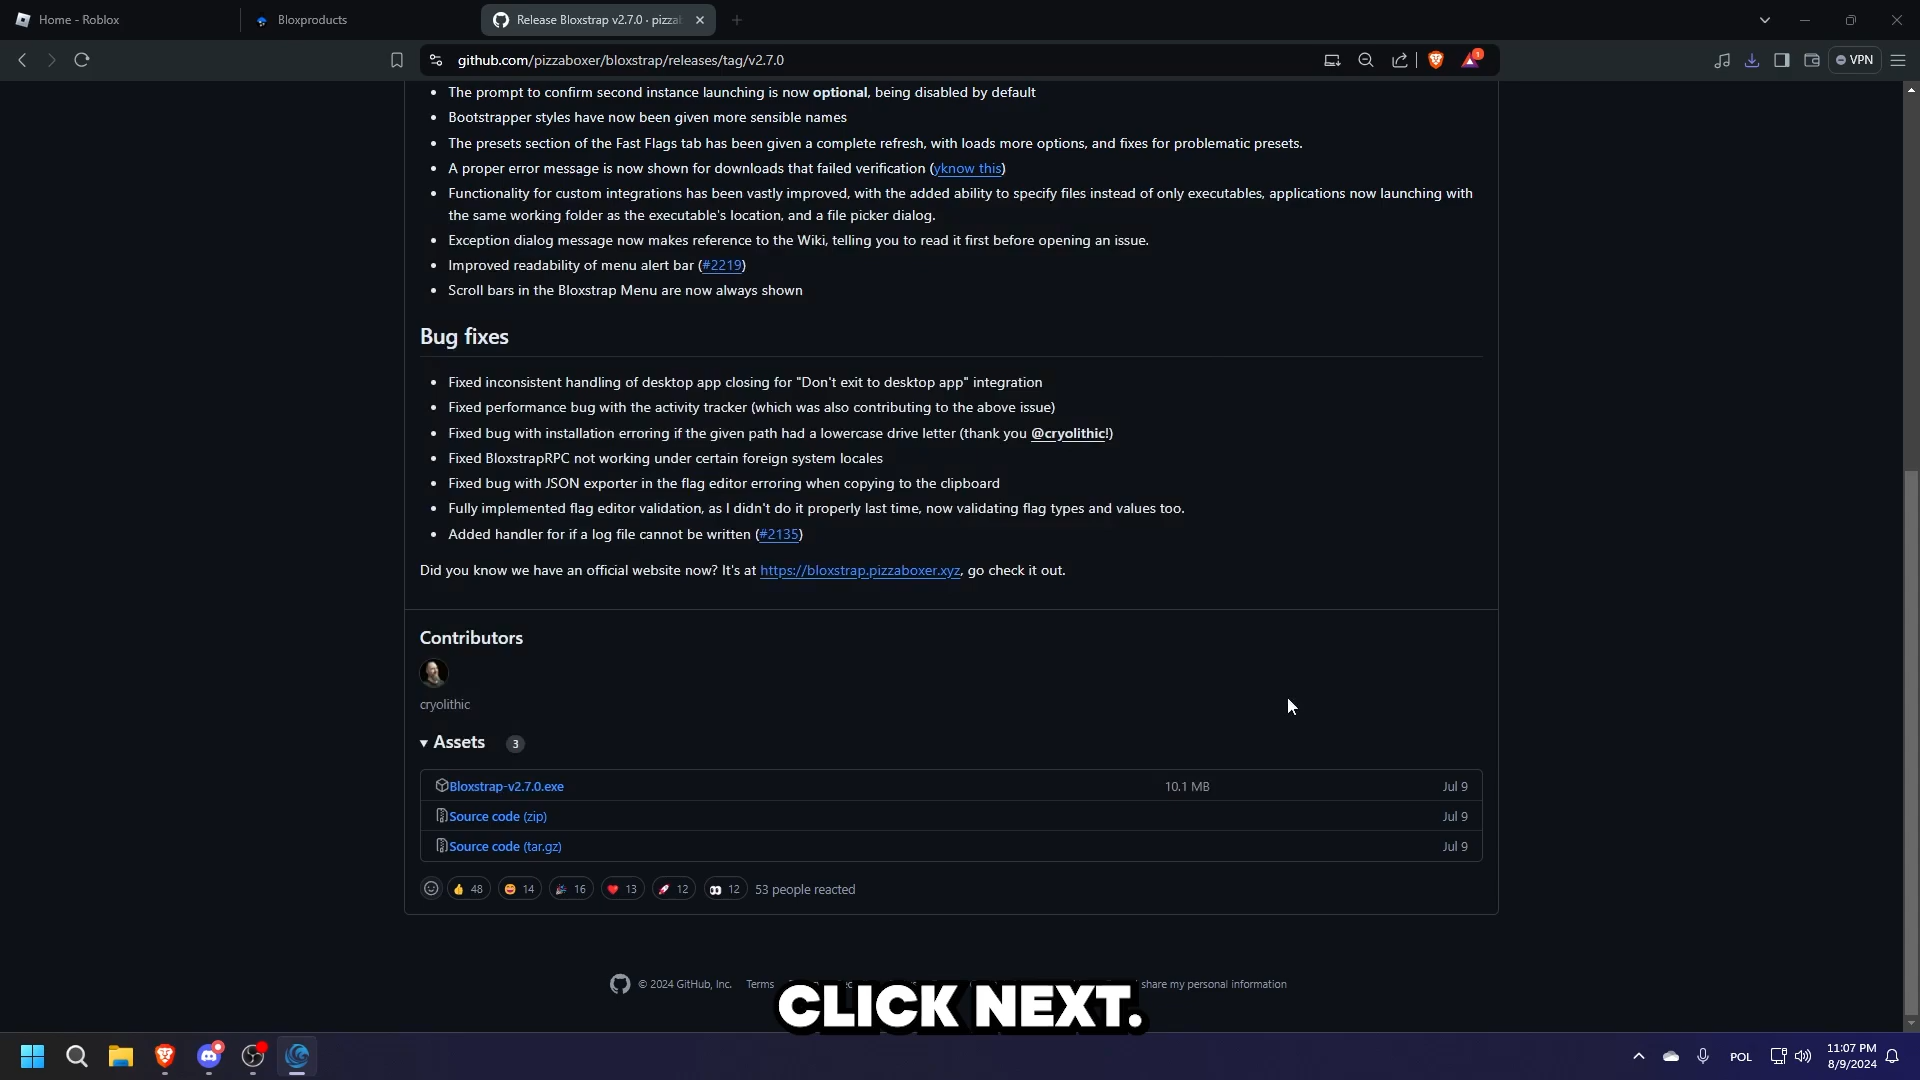 Home - Roblox
Bloxproducts
Release Bloxstrap v2.7.0 · pizza
github.com/pizzaboxer/bloxstrap/releases/tag/v2.7.0
1
VPN
• The prompt to confirm second instance launching is now optional, being disabled by default
• Bootstrapper styles have now been given more sensible names
• The presets section of the Fast Flags tab has been given a complete refresh, with loads more options, and fixes for problematic presets.
• A proper error message is now shown for downloads that failed verification (yknow this)
• Functionality for custom integrations has been vastly improved, with the added ability to specify files instead of only executables, applications now launching with
the same working folder as the executable's location, and a file picker dialog.
• Exception dialog message now makes reference to the Wiki, telling you to read it first before opening an issue.
• Improved readability of menu alert bar (#2219)
• Scroll bars in the Bloxstrap Menu are now always shown
Bug fixes
• Fixed inconsistent handling of desktop app closing for "Don't exit to desktop app" integration
• Fixed performance bug with the activity tracker (which was also contributing to the above issue)
• Fixed bug with installation erroring if the given path had a lowercase drive letter (thank you @cryolithic!)
• Fixed BloxstrapRPC not working under certain foreign system locales
• Fixed bug with JSON exporter in the flag editor erroring when copying to the clipboard
• Fully implemented flag editor validation, as I didn't do it properly last time, now validating flag types and values too.
• Added handler for if a log file cannot be written (#2135)
Did you know we have an official website now? It's at https://bloxstrap.pizzaboxer.xyz, go check it out.
Contributors
cryolithic
Assets 3
Bloxstrap-v2.7.0.exe 10.1 MB Jul 9
Source code (zip) Jul 9
Source code (tar.gz) Jul 9
48 14 16 13 12 12 53 people reacted
© 2024 GitHub, Inc. Terms share my personal information
CLICK NEXT.
POL
11:07 PM
8/9/2024